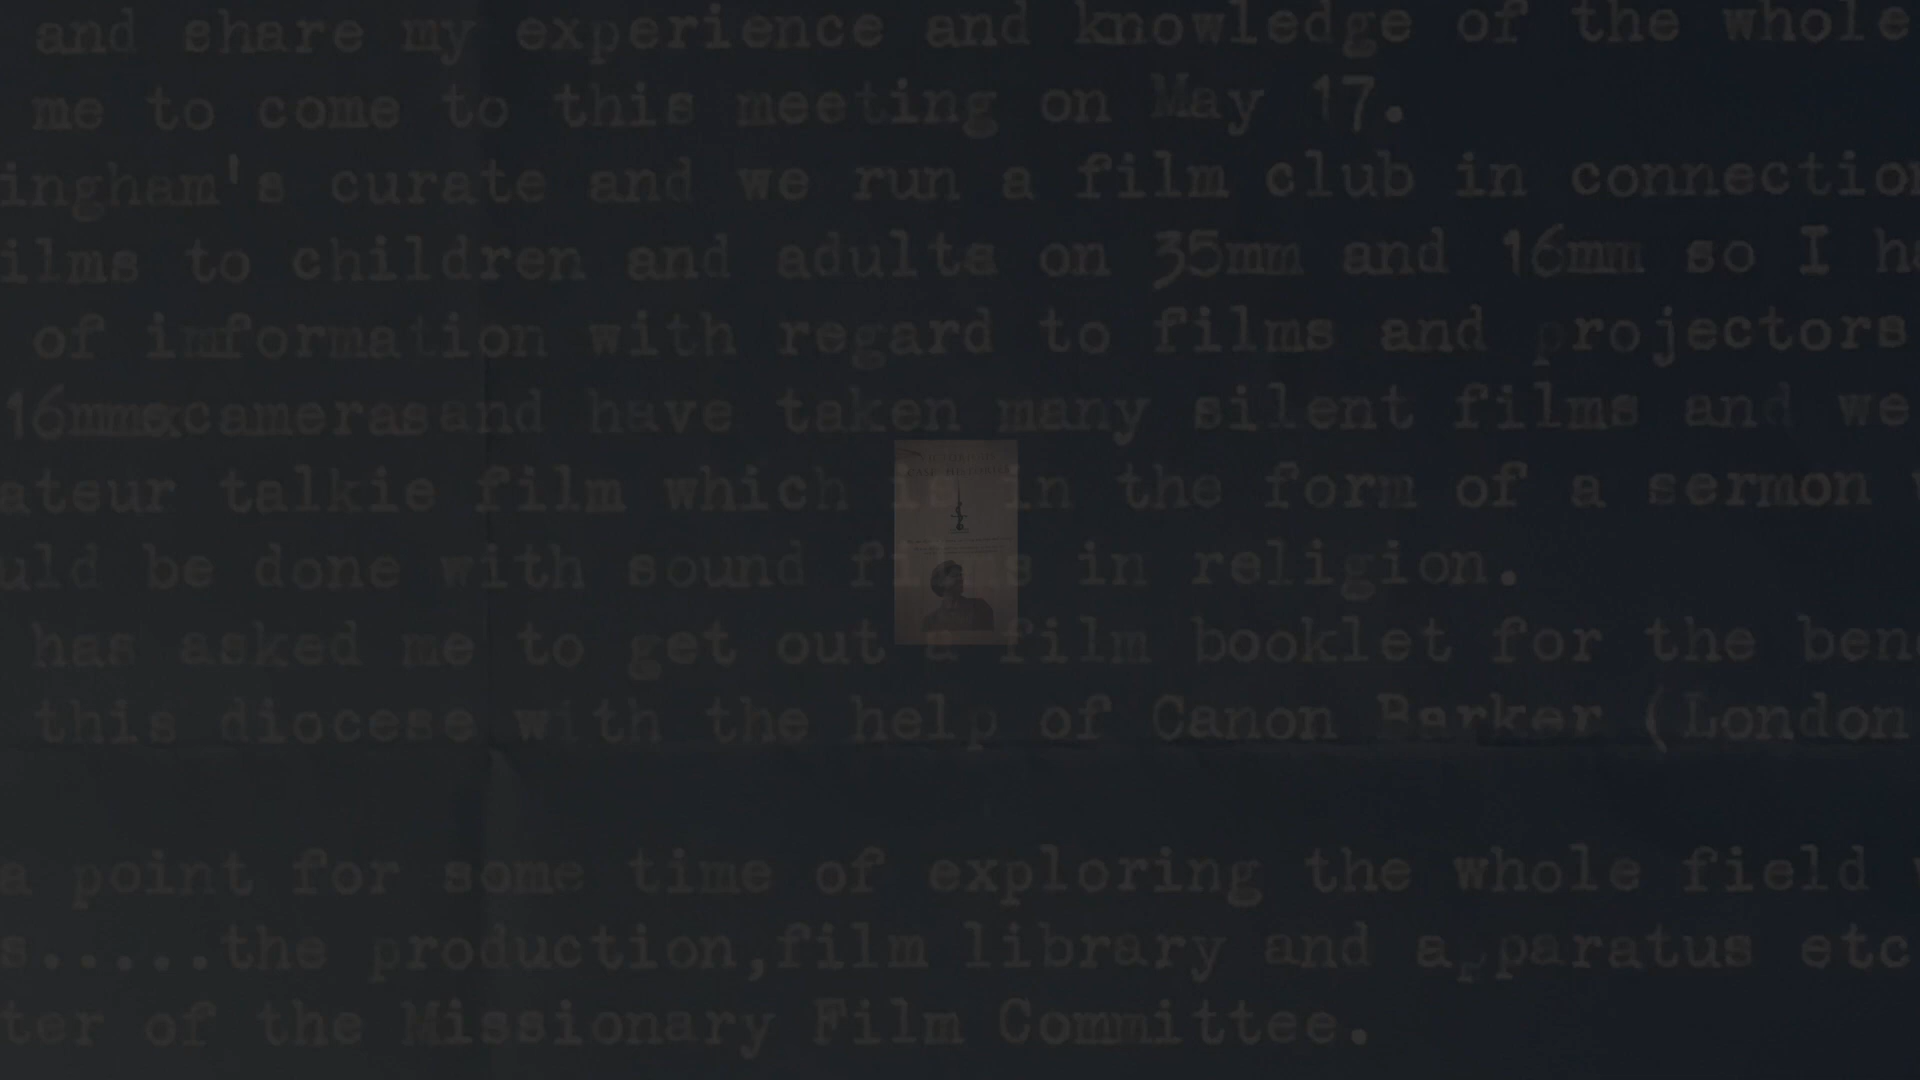 and share my experience and knowledge of the whole
me to come to this meeting on May 17.
ingham's curate and we run a film club in connection
ilms to children and adults on 35mm and 16mm so I ha
of imformation with regard to films and projectors
16mm cameras and have taken many silent films and we
ateur talkie film which is in the form of a sermon
uld be done with sound films in religion.
has asked me to get out a film booklet for the bene
this diocese with the help of Canon Barker (London
a point for some time of exploring the whole field
s.....the production,film library and apparatus etc
ter of the Missionary Film Committee.
CASE HISTORIES